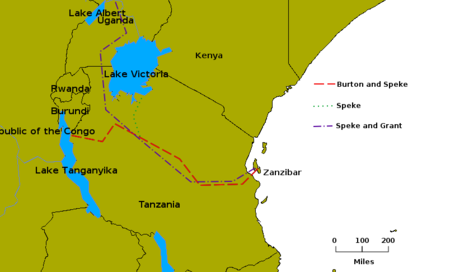 Lake Albert
Uganda
Kenya
Lake Victoria
Rwanda
Burundi
public of the Congo
Lake Tanganyika
Zanzibar
Tanzania
Burton and Speke
Speke
Speke and Grant
0 100 200
Miles